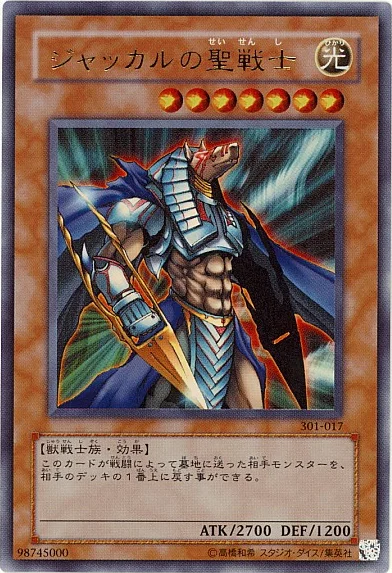 ジャッカルの聖戦士
光
301-017
【獣戦士族・効果】
このカードが戦闘によって墓地に送った相手モンスターを、
相手のデッキの１番上に戻す事ができる。
ATK/2700 DEF/1200
98745000
©高橋和希 スタジオ・ダイス/集英社